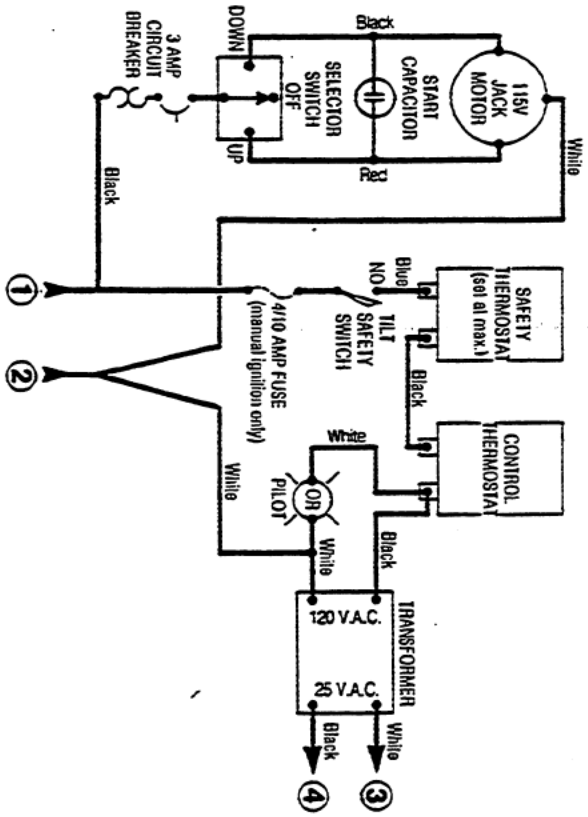 Black
115V
JACK
MOTOR
White
START
CAPACITOR
DOWN
SELECTOR
SWITCH
OFF
UP
3 AMP
CIRCUIT
BREAKER
Red
Black
1
2
4/10 AMP FUSE
(manual ignition only)
TILT
SAFETY
SWITCH
NO
Blue
SAFETY
THERMOSTAT
(set at max.)
Black
CONTROL
THERMOSTAT
White
OR
PILOT
White
White
Black
120 V.A.C.
TRANSFORMER
25 V.A.C.
Black
White
4
3